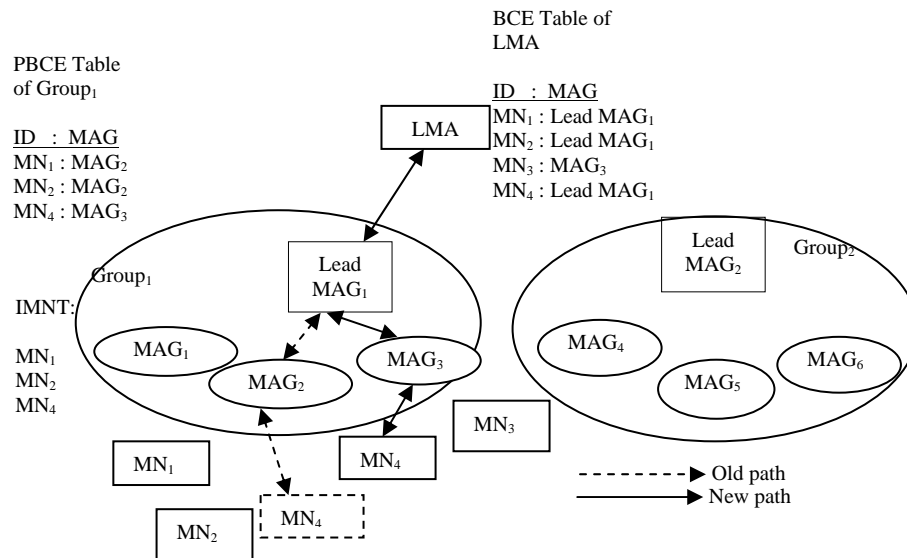 PBCE Table
of Group₁
ID : MAG
MN₁ : MAG₂
MN₂ : MAG₂
MN₄ : MAG₃
BCE Table of
LMA
ID : MAG
MN₁ : Lead MAG₁
MN₂ : Lead MAG₁
MN₃ : MAG₃
MN₄ : Lead MAG₁
LMA
Group₁
Lead
MAG₁
Lead
MAG₂
Group₂
IMNT:
MN₁
MN₂
MN₄
MAG₁
MAG₂
MAG₃
MAG₄
MAG₅
MAG₆
MN₁
MN₂
MN₄
MN₄
MN₃
Old path
New path